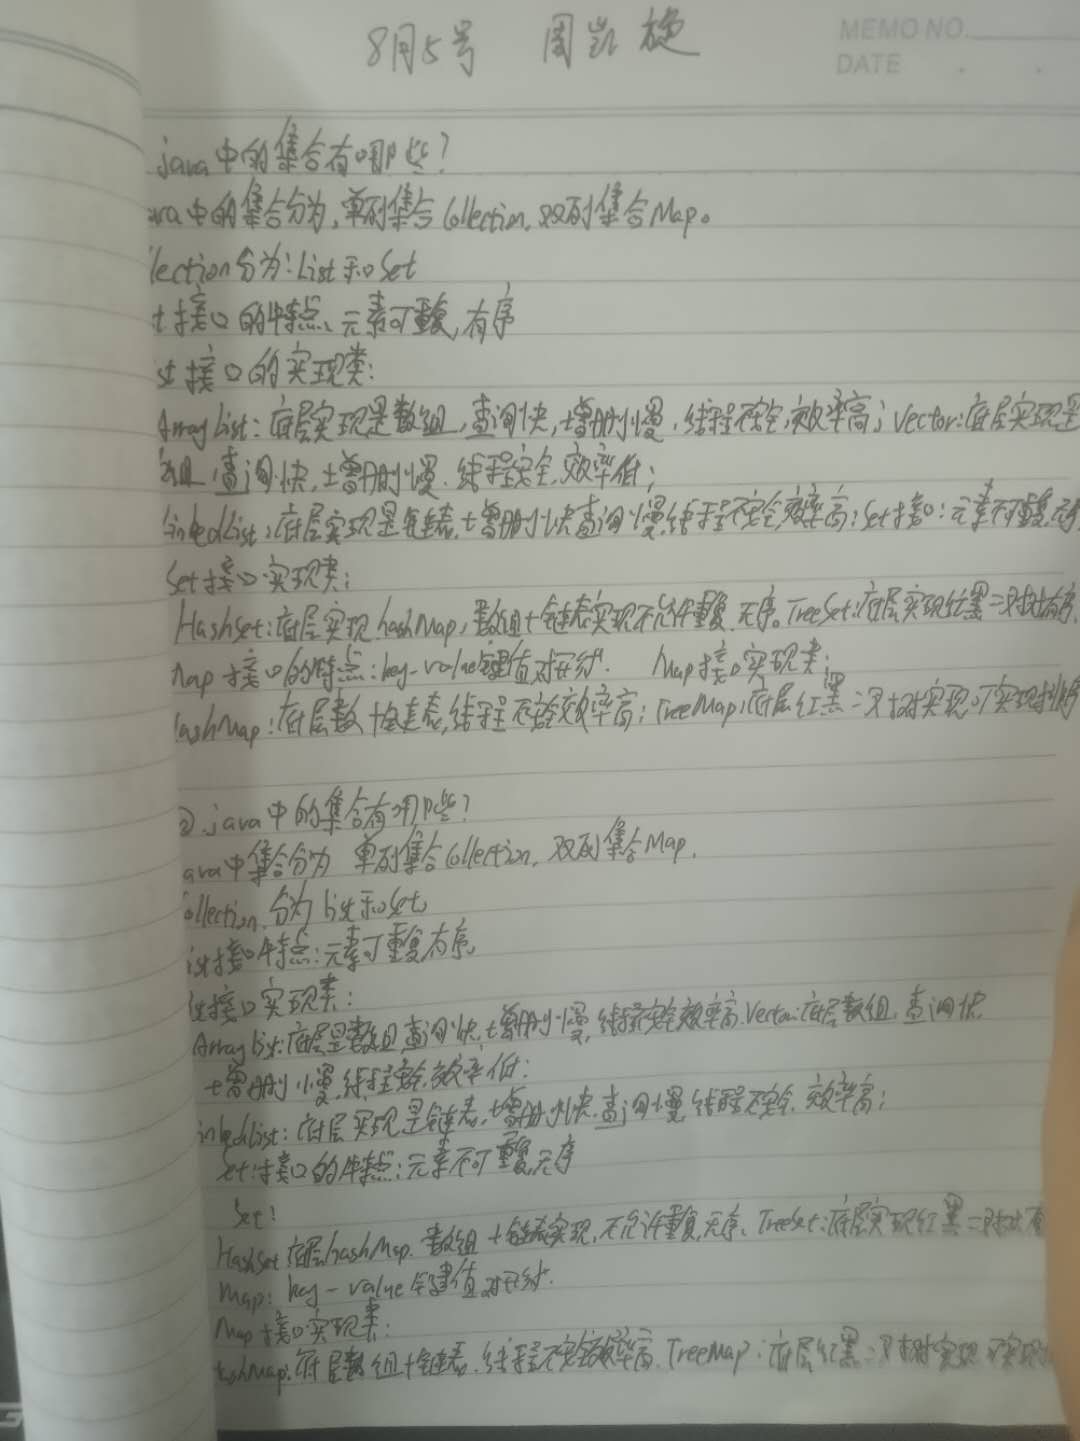 8月5号 周凯旋
MEMO NO.
DATE
java中的集合有哪些?
ava中的集合分为,单列集合Collection,双列集合Map。
lection分为:List和Set
t接口的特点、元素可重复,有序
st接口的实现类:
ArrayList:底层实现是数组,查询快,增删慢,线程不安全,效率高;Vector:底层实现是
组,查询快,增删慢,线程安全,效率低;
inkedList:底层实现是链表,增删快查询慢,线程不安全,效率高;Set接口:元素不可重复,无序
Set接口实现类:
HashSet:底层实现hashMap,数组+链表实现不允许重复,无序。TreeSet:底层实现红黑二叉树有序,
Map接口的特点:key-value键值对形式. Map接口实现类:
HashMap:底层数+链表,线程不安全效率高;TreeMap:底层红黑二叉树实现可实现排序
②.java中的集合有哪些?
ava中集合分为 单列集合Collection,双列集合Map.
ollection 分为List和Set。
ist接口特点:元素可重复,有序,
ist接口实现类:
ArrayList:底层是数组查询快,增删慢,线程不安全效率高.Vector:底层数组,查询快,
增删慢,线程安全,效率低:
inkedList:底层实现是链表,增删快,查询慢,线程不安全,效率高;
Set:接口的特点:元素不可重复,无序
Set:
HashSet底层hashMap.数组+链表实现,不允许重复,无序、TreeSet:底层实现红黑二叉树有
Map:key-value键值对形式.
Map接口实现类:
HashMap:底层数组+链表,线程不安全效率高.TreeMap:底层红黑二叉树实现可实现